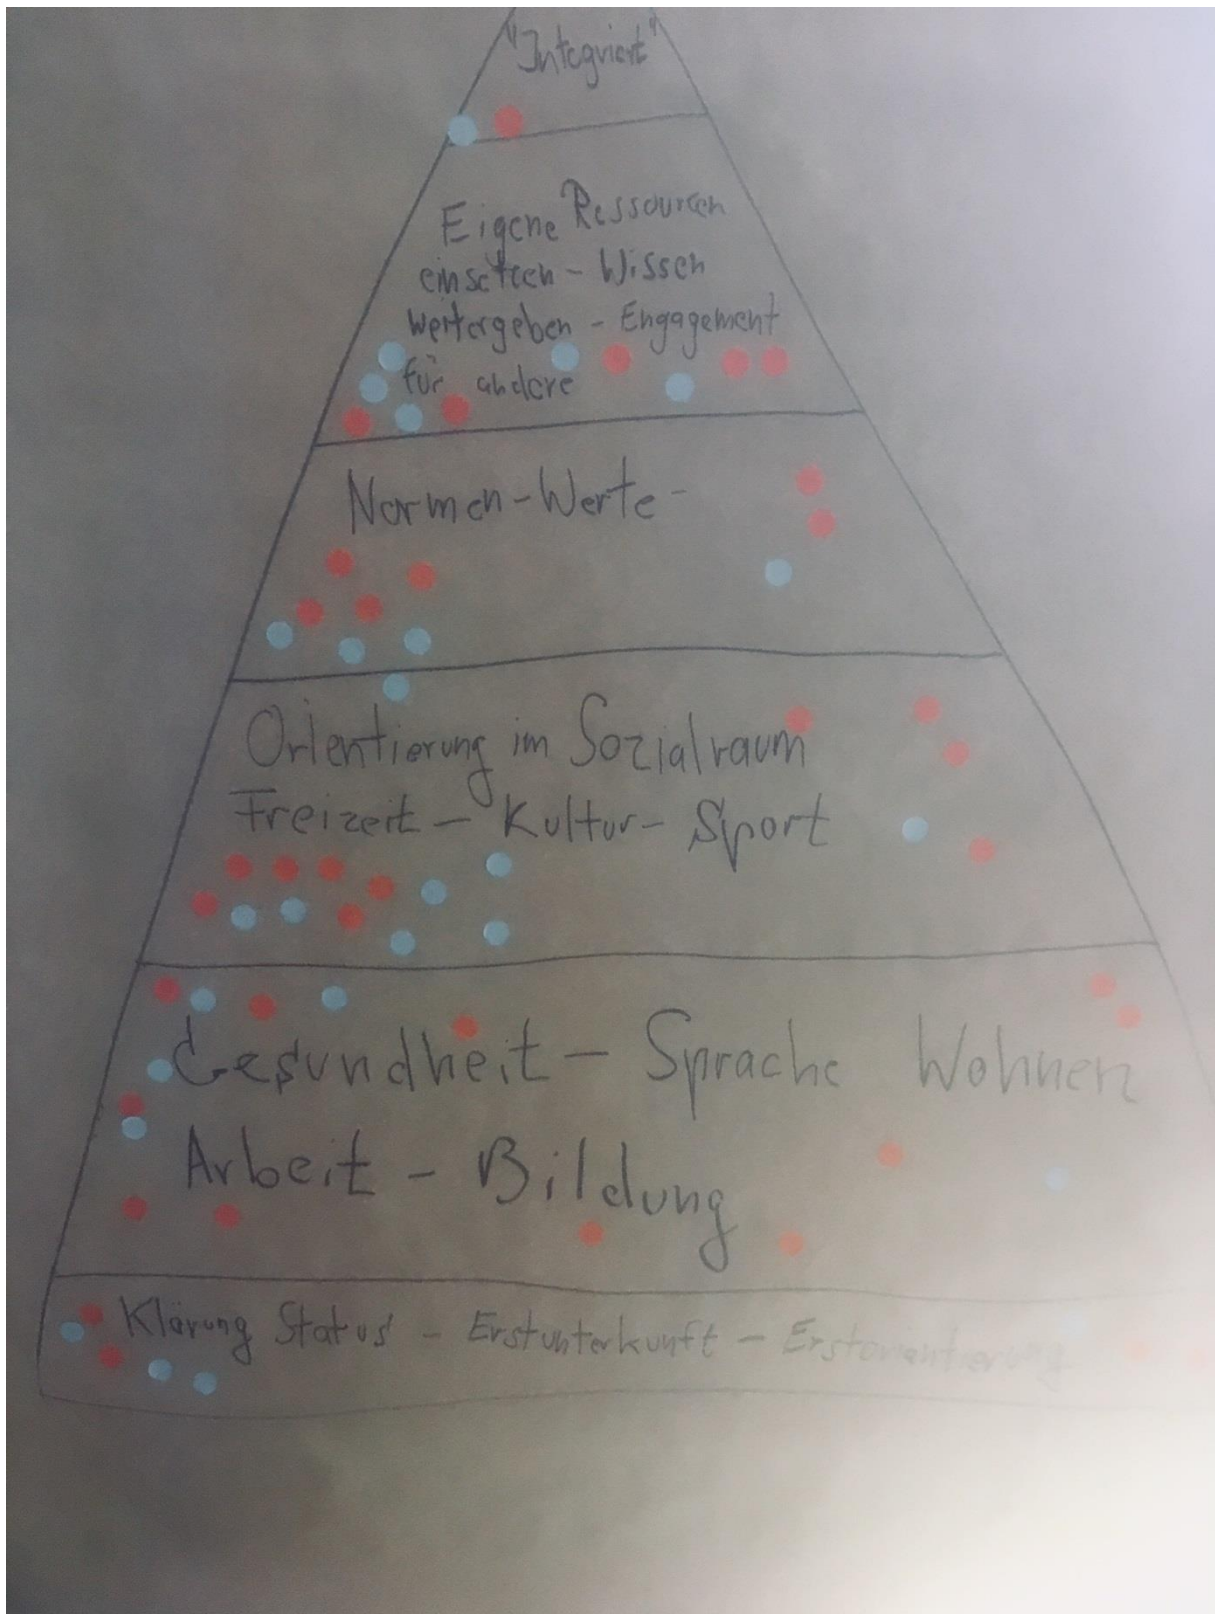 "Integriert"
Eigene Ressourcen
einsetzen - Wissen
weitergeben - Engagement
für andere
Normen - Werte -
Orientierung im Sozialraum
Freizeit - Kultur - Sport
Gesundheit - Sprache Wohnen
Arbeit - Bildung
Klärung Status - Erstunterkunft - Erstorientierung